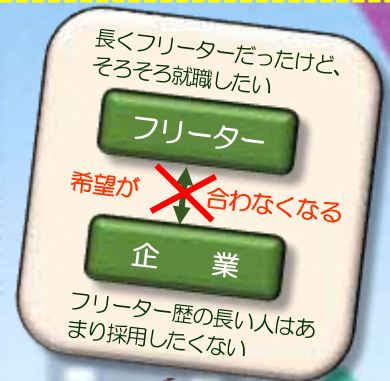 長くフリーターだったけど、
そろそろ就職したい
フリーター
希望が
合わなくなる
企　業
フリーター歴の長い人はあ
まり採用したくない